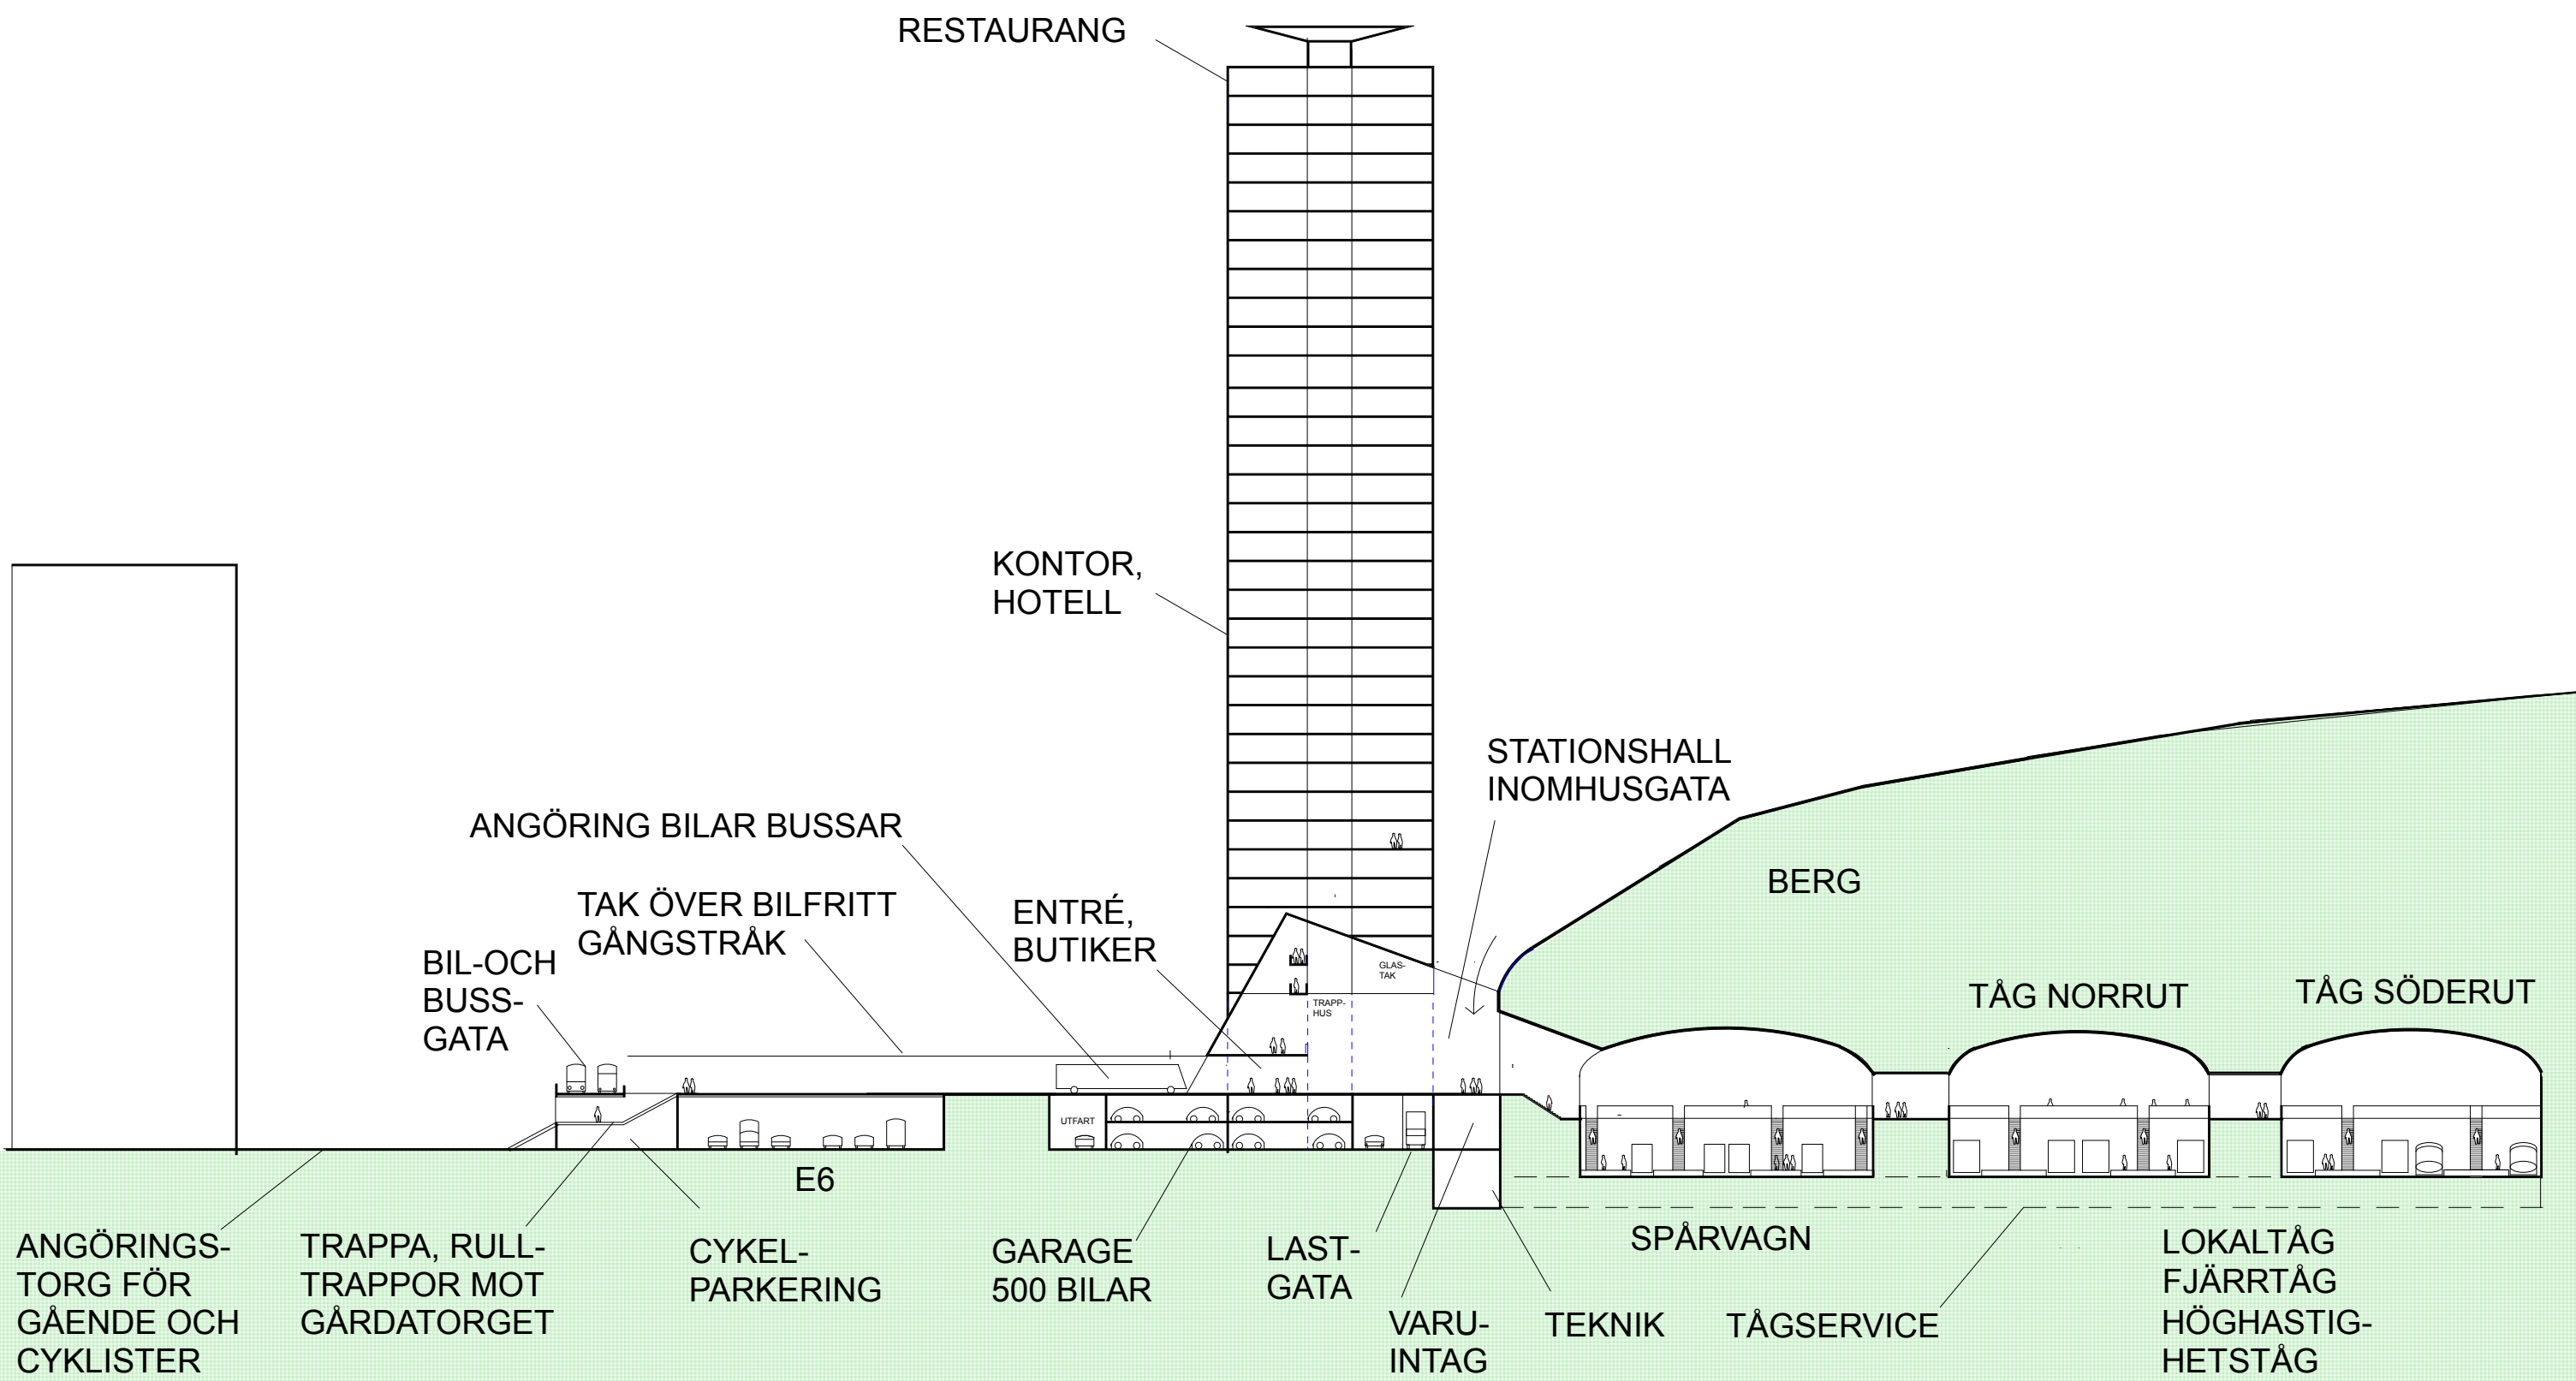 RESTAURANG
KONTOR,
HOTELL
STATIONSHALL
INOMHUSGATA
ANGÖRING BILAR BUSSAR
TAK ÖVER BILFRITT
GÅNGSTRÅK
ENTRÉ,
BUTIKER
BERG
BIL-OCH
BUSS-
GATA
GLAS-
TAK
TRAPP-
HUS
TÅG NORRUT
TÅG SÖDERUT
UTFART
E6
ANGÖRINGS-
TORG FÖR
GÅENDE OCH
CYKLISTER
TRAPPA, RULL-
TRAPPOR MOT
GÅRDATORGET
CYKEL-
PARKERING
GARAGE
500 BILAR
LAST-
GATA
VARU-
INTAG
TEKNIK
SPÅRVAGN
TÅGSERVICE
LOKALTÅG
FJÄRRTÅG
HÖGHASTIG-
HETSTÅG